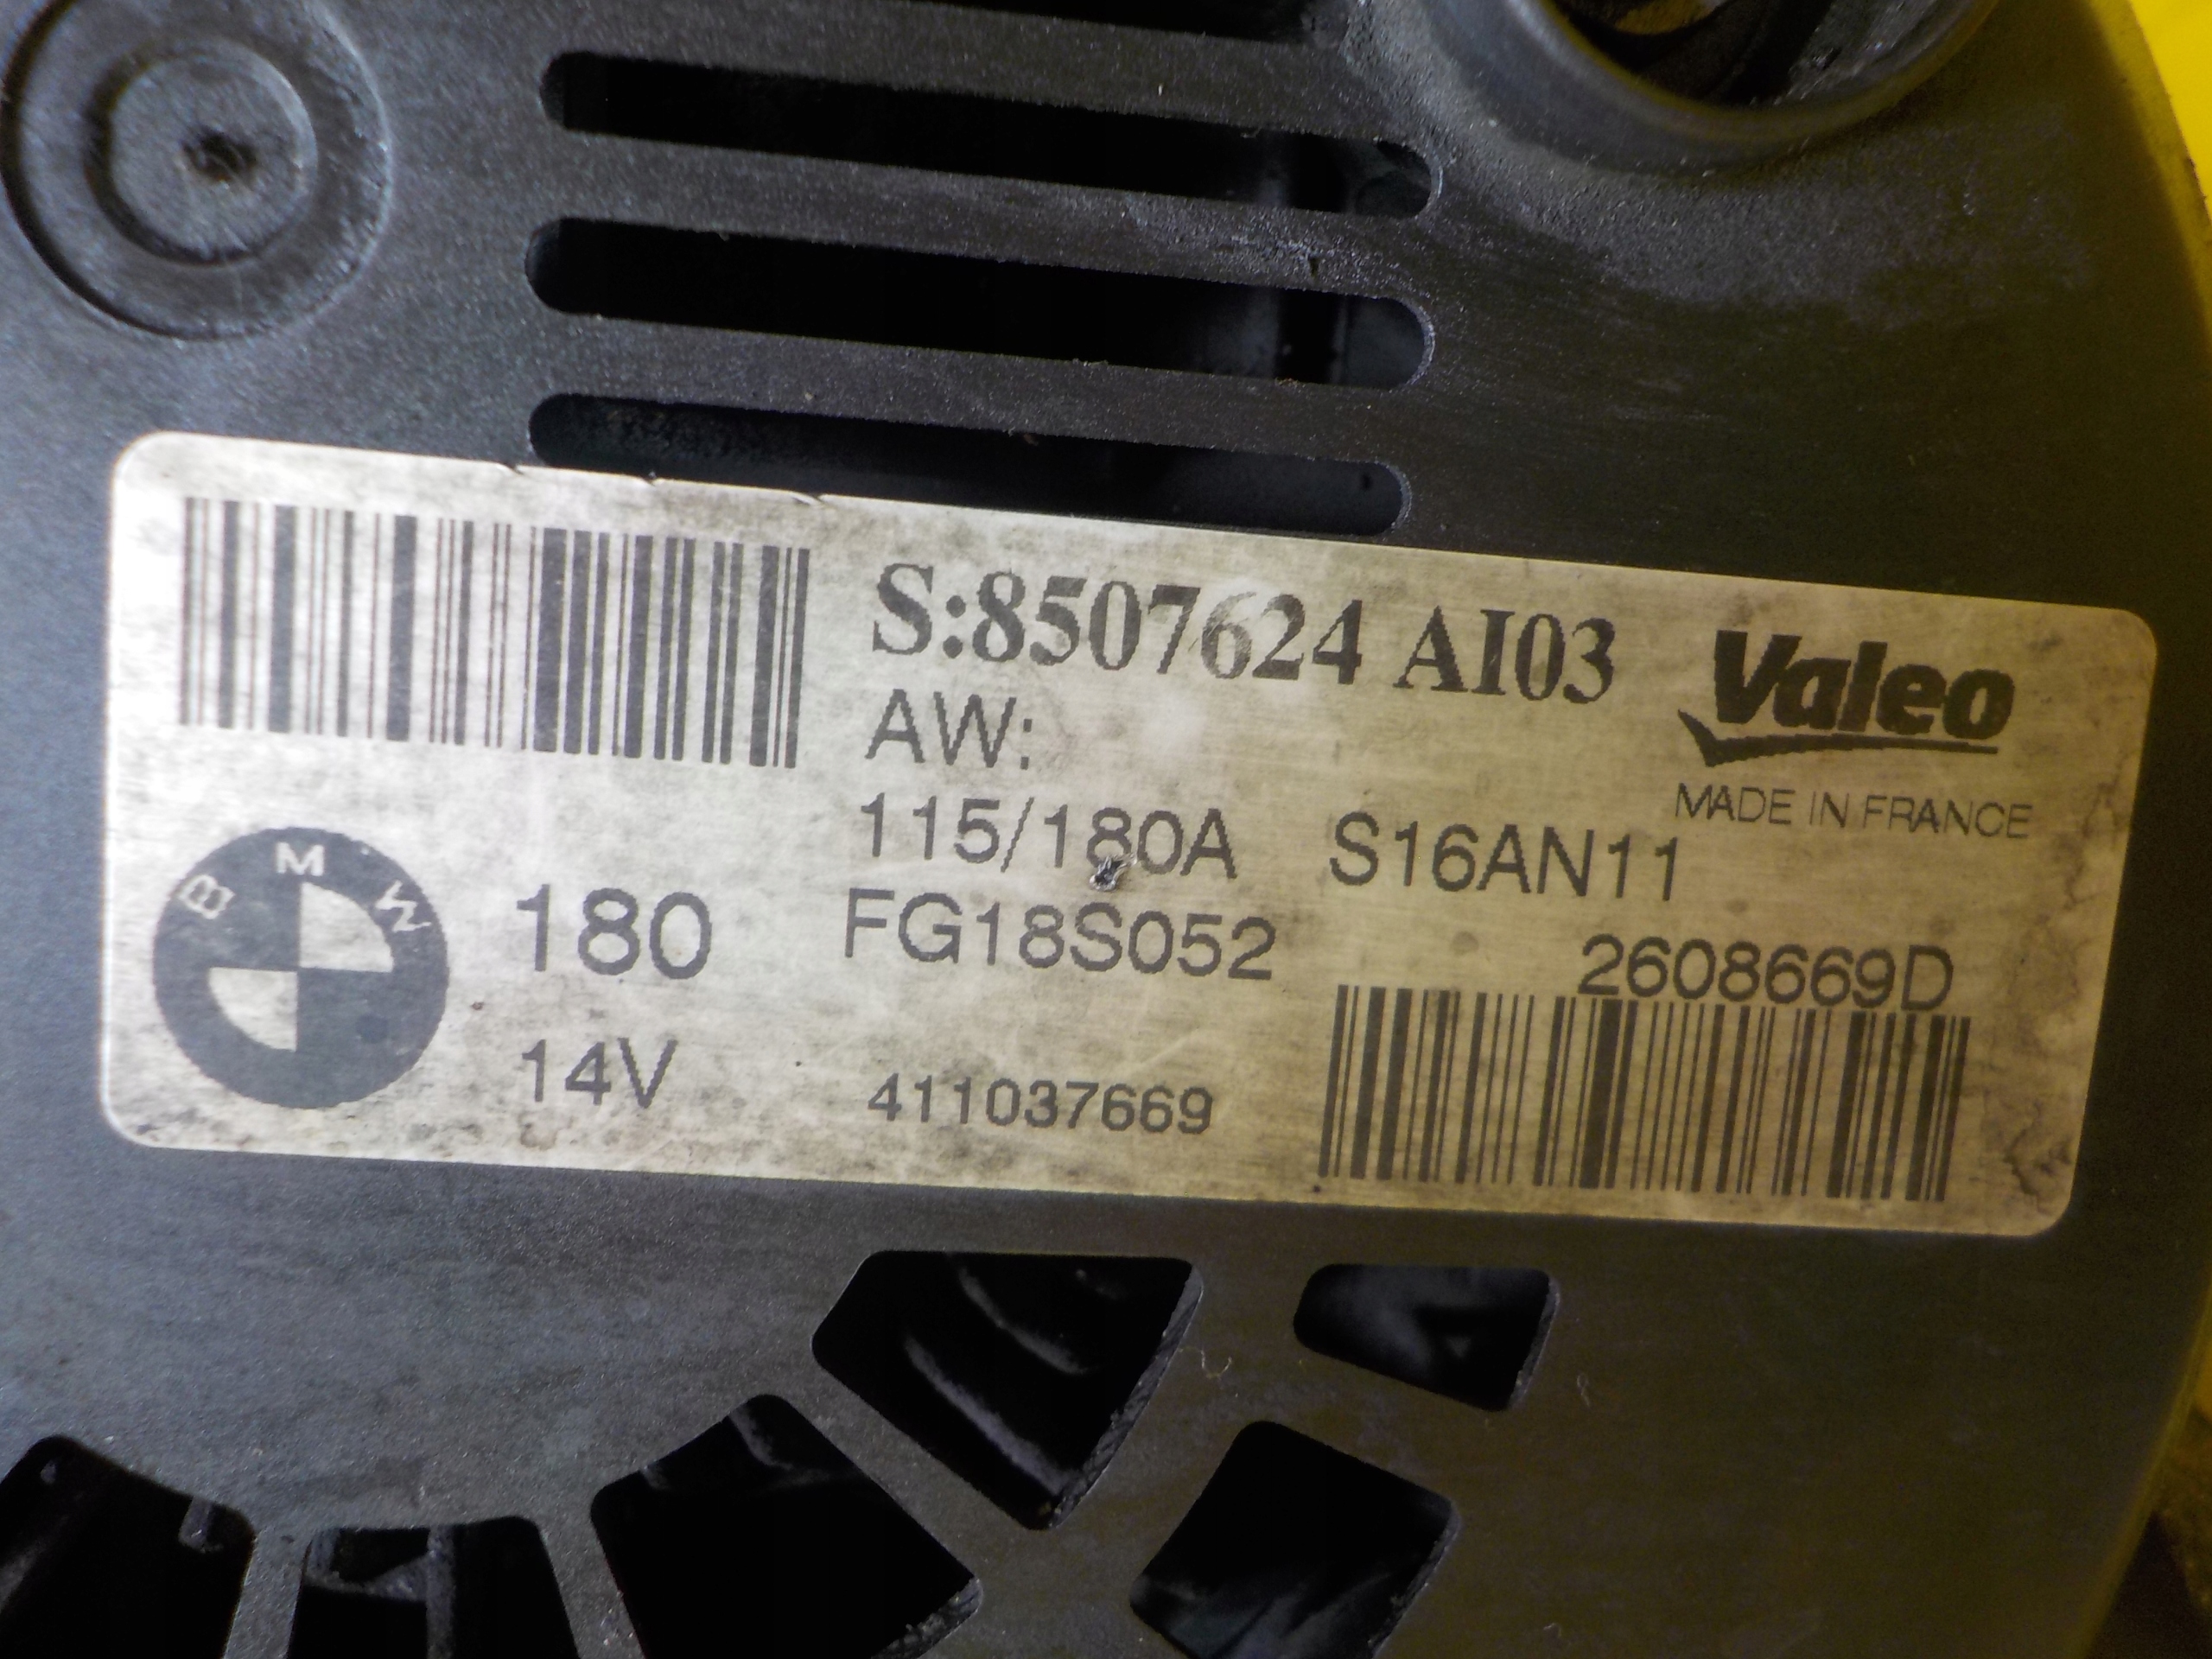 S:8507624 AI03
Valeo
AW:
MADE IN FRANCE
115/180A S16AN11
BMW
180
FG18S052
2608669D
14V
411037669